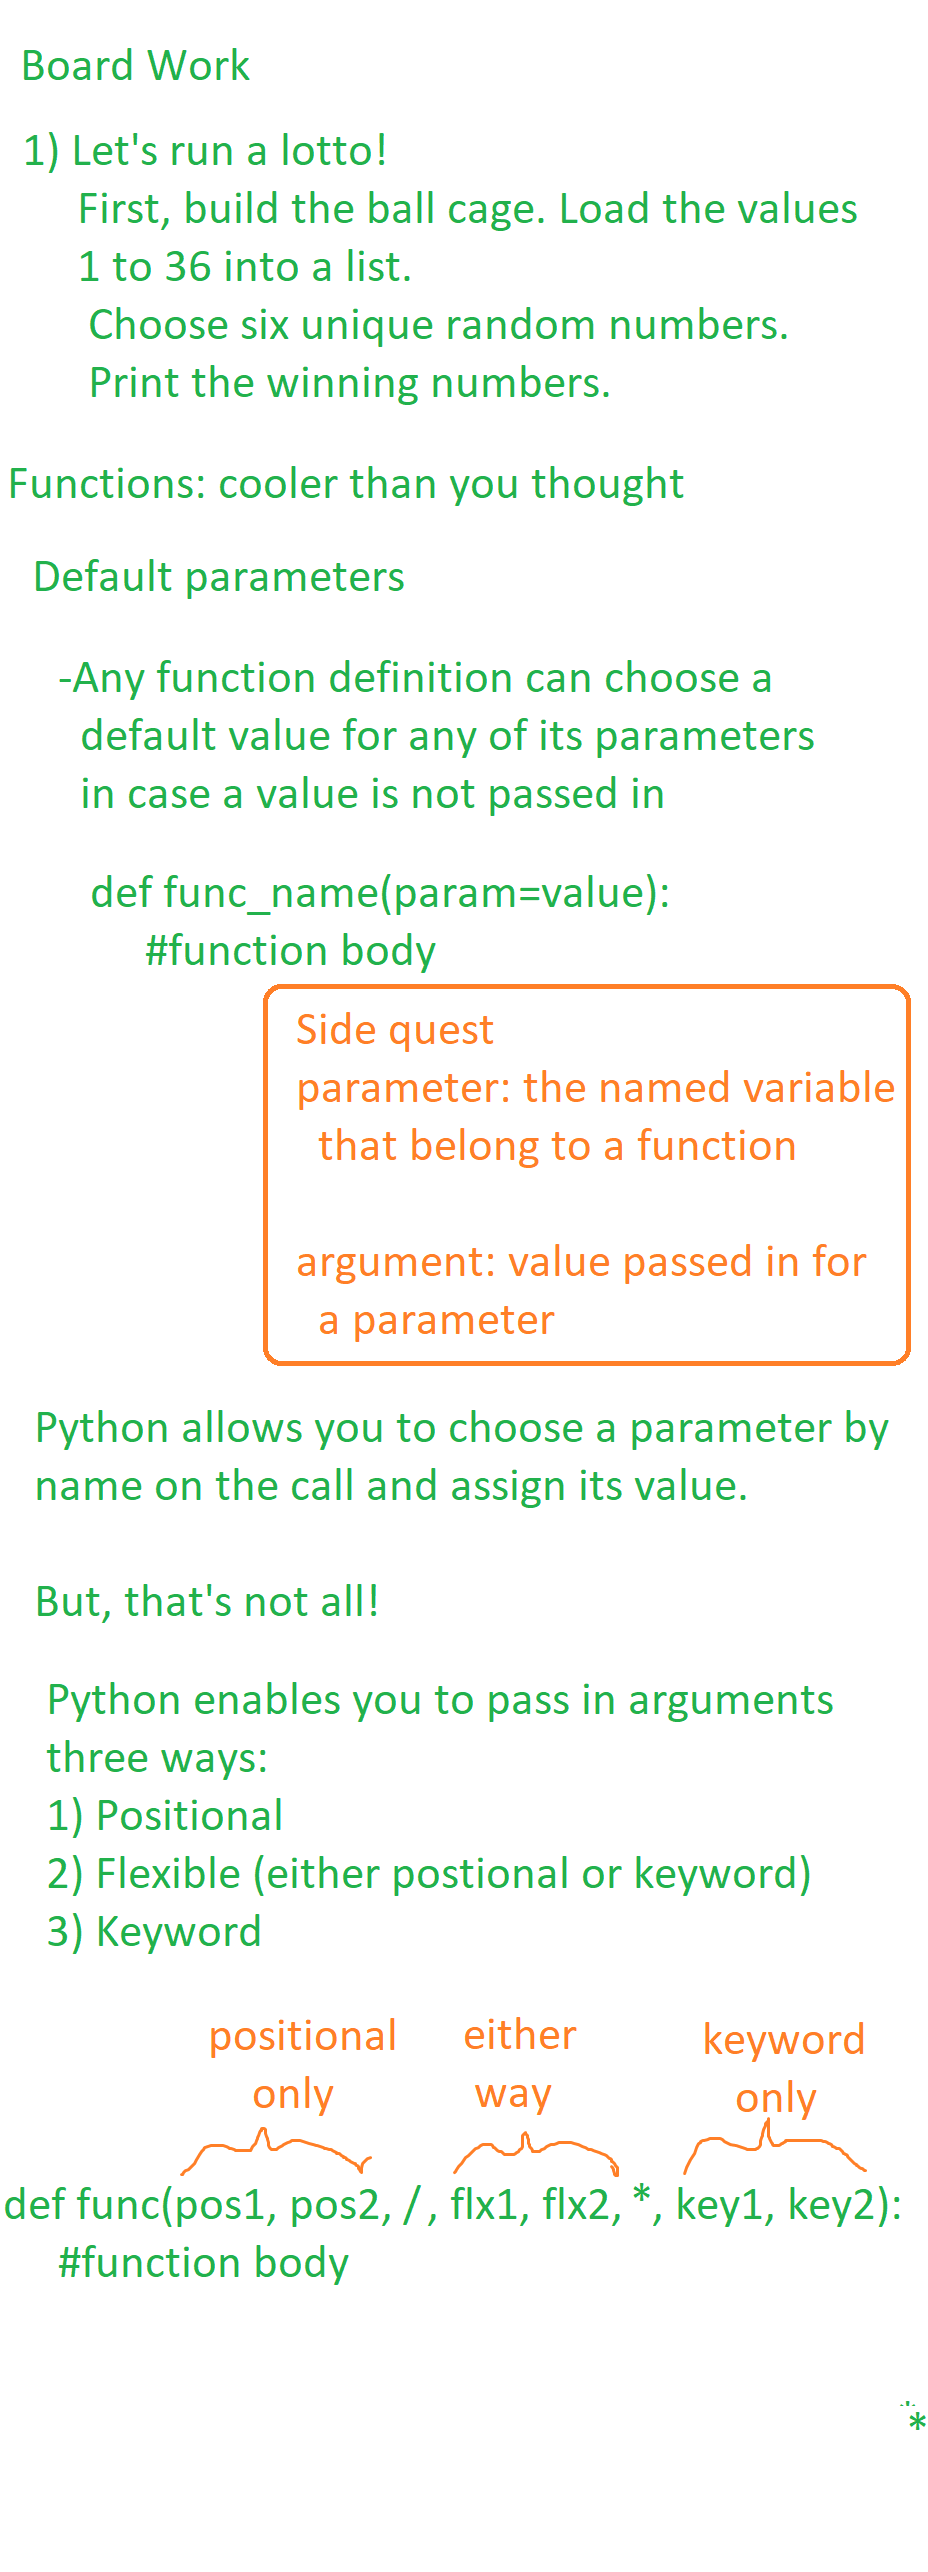 Board Work
1) Let's run a lotto!
First, build the ball cage. Load the values
1 to 36 into a list.
Choose six unique random numbers.
Print the winning numbers.
Functions: cooler than you thought
Default parameters
-Any function definition can choose a
default value for any of its parameters
in case a value is not passed in
def func_name(param=value):
#function body
Side quest
parameter: the named variable
that belong to a function
argument: value passed in for
a parameter
Python allows you to choose a parameter by
name on the call and assign its value.
But, that's not all!
Python enables you to pass in arguments
three ways:
1) Positional
2) Flexible (either postional or keyword)
3) Keyword
positional either keyword
only way only
def func(pos1, pos2, / , flx1, flx2, *, key1, key2):
#function body
*